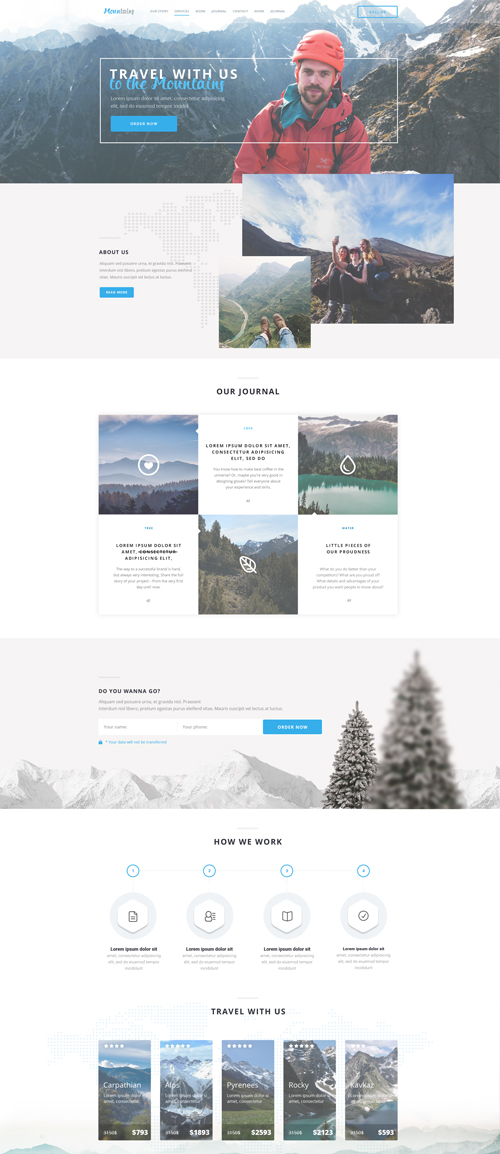 Mountains OUR STORY SERVICES WORK JOURNAL CONTACT WORK JOURNAL
TRAVEL WITH US
to the Mountains
Lorem ipsum dolor sit amet, consectetur adipisicing
elit, sed do eiusmod tempor incidid
ORDER NOW
ABOUT US
Aliquam sed posuere urna, et gravida nisl. Praesent
interdum nisl libero, pretium egestas purus eleifend
vitae. Mauris suscipit vel lectus at luctus.
READ MORE
OUR JOURNAL
LOVE
LOREM IPSUM DOLOR SIT AMET,
CONSECTETUR ADIPISICING
ELIT, SED DO
You know how to make best coffee in the
universe? Or, maybe you're very good in
designing gloves? Tell everyone about
your experience and skills.
TREE
LOREM IPSUM DOLOR SIT
AMET, CONSECTETUR
ADIPISICING ELIT,
The way to a successful brand is hard
but always very interesting. Share the full
story of your project - from the very first
day until now.
WATER
LITTLE PIECES OF
OUR PROUDNESS
What do you do better than your
competitors? What are you proud of?
What details and advantages of your
product you want people to know about?
DO YOU WANNA GO?
Aliquam sed posuere urna, et gravida nisl. Praesent
interdum nisl libero, pretium egestas purus eleifend vitae. Mauris suscipit vel lectus at luctus.
Your name: Your phone: ORDER NOW
* Your data will not be transferred
HOW WE WORK
1 2 3 4
Lorem ipsum dolor sit
amet, consectetur adipisicing
elit, sed do eiusmod tempor
incididunt
Lorem ipsum dolor sit
amet, consectetur adipisicing
elit, sed do eiusmod tempor
incididunt
Lorem ipsum dolor sit
amet, consectetur adipisicing
elit, sed do eiusmod tempor
incididunt
Lorem ipsum dolor sit
amet, consectetur adipisicing
elit, sed do eiusmod tempor
incididunt
TRAVEL WITH US
Carpathian
Lorem ipsum dolor sit
amet, consectetur
3150$ $793
Alps
Lorem ipsum dolor sit
amet, consectetur
3150$ $1893
Pyrenees
Lorem ipsum dolor sit
amet, consectetur
3150$ $2593
Rocky
Lorem ipsum dolor sit
amet, consectetur
3150$ $2123
Kavkaz
Lorem ipsum dolor sit
amet, consectetur
3150$ $593